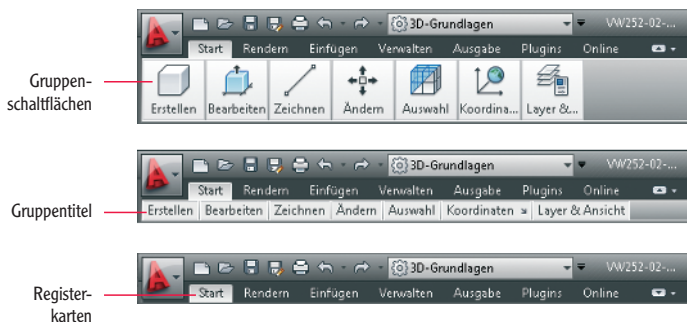 3D-Grundlagen VW252-02-...
Start Rendern Einfügen Verwalten Ausgabe Plugins Online
Gruppen-
schaltflächen
Erstellen Bearbeiten Zeichnen Ändern Auswahl Koordina... Layer &...
3D-Grundlagen VW252-02-...
Start Rendern Einfügen Verwalten Ausgabe Plugins Online
Gruppentitel
Erstellen Bearbeiten Zeichnen Ändern Auswahl Koordinaten Layer & Ansicht
3D-Grundlagen VW252-02-...
Register-
karten
Start Rendern Einfügen Verwalten Ausgabe Plugins Online